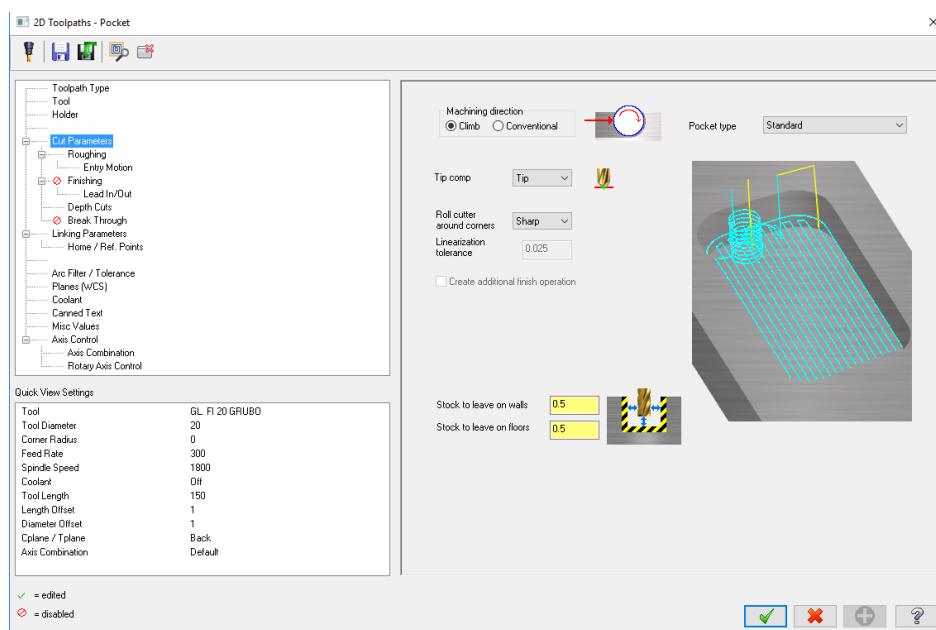 2D Toolpaths - Pocket
Toolpath Type
Tool
Holder
Cut Parameters
Roughing
Entry Motion
Finishing
Lead In/Out
Depth Cuts
Break Through
Linking Parameters
Home / Ref. Points
Arc Filter / Tolerance
Planes (WCS)
Coolant
Canned Text
Misc Values
Axis Control
Axis Combination
Rotary Axis Control
Quick View Settings
Tool GL. FI 20 GRUBO
Tool Diameter 20
Corner Radius 0
Feed Rate 300
Spindle Speed 1800
Coolant Off
Tool Length 150
Length Offset 1
Diameter Offset 1
Cplane / Tplane Back
Axis Combination Default
= edited
= disabled
Machining direction
Climb Conventional
Pocket type Standard
Tip comp Tip
Roll cutter
around corners Sharp
Linearization
tolerance 0.025
Create additional finish operation
Stock to leave on walls 0.5
Stock to leave on floors 0.5